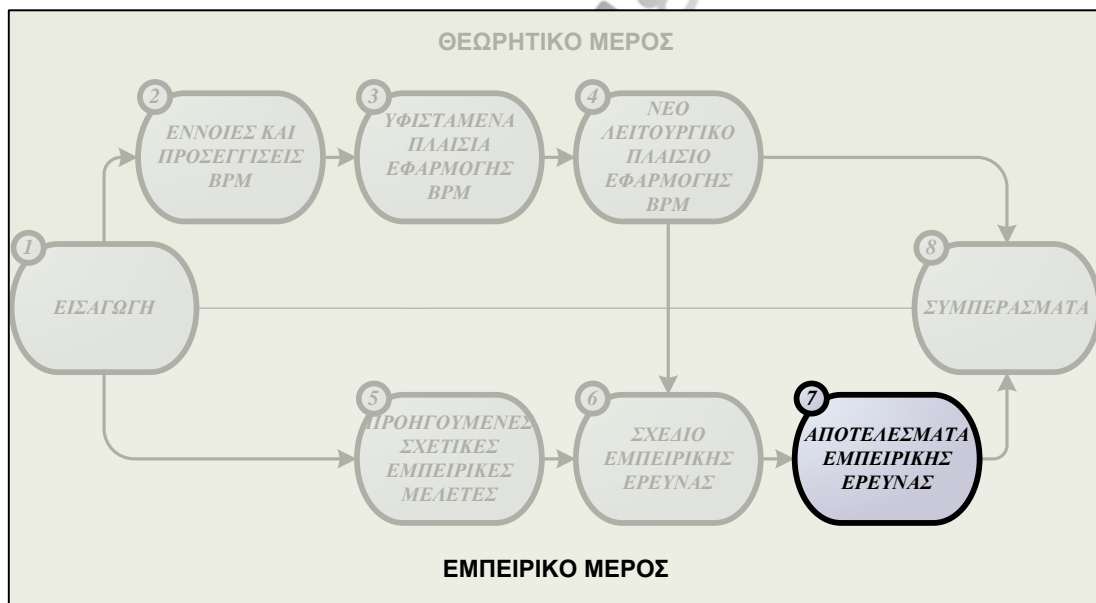 ΘΕΩΡΗΤΙΚΟ ΜΕΡΟΣ
2
ΕΝΝΟΙΕΣ ΚΑΙ
ΠΡΟΣΕΓΓΙΣΕΙΣ
BPM
3
ΥΦΙΣΤΑΜΕΝΑ
ΠΛΑΙΣΙΑ
ΕΦΑΡΜΟΓΗΣ
BPM
4
ΝΕΟ
ΛΕΙΤΟΥΡΓΙΚΟ
ΠΛΑΙΣΙΟ
ΕΦΑΡΜΟΓΗΣ
BPM
1
ΕΙΣΑΓΩΓΗ
8
ΣΥΜΠΕΡΑΣΜΑΤΑ
5
ΠΡΟΗΓΟΥΜΕΝΕΣ
ΣΧΕΤΙΚΕΣ
ΕΜΠΕΙΡΙΚΕΣ
ΜΕΛΕΤΕΣ
6
ΣΧΕΔΙΟ
ΕΜΠΕΙΡΙΚΗΣ
ΕΡΕΥΝΑΣ
7
ΑΠΟΤΕΛΕΣΜΑΤΑ
ΕΜΠΕΙΡΙΚΗΣ
ΕΡΕΥΝΑΣ
ΕΜΠΕΙΡΙΚΟ ΜΕΡΟΣ